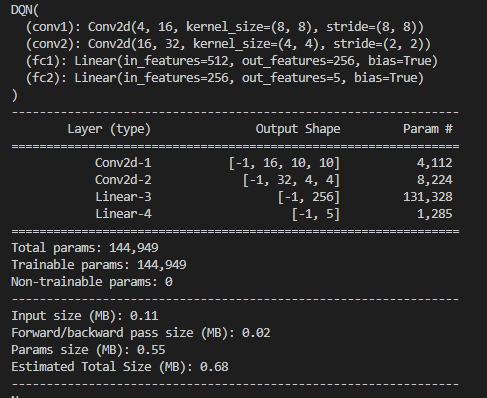 DQN(
  (conv1): Conv2d(4, 16, kernel_size=(8, 8), stride=(8, 8))
  (conv2): Conv2d(16, 32, kernel_size=(4, 4), stride=(2, 2))
  (fc1): Linear(in_features=512, out_features=256, bias=True)
  (fc2): Linear(in_features=256, out_features=5, bias=True)
)
----------------------------------------------------------------
        Layer (type)               Output Shape         Param #
================================================================
            Conv2d-1           [-1, 16, 10, 10]           4,112
            Conv2d-2             [-1, 32, 4, 4]           8,224
            Linear-3                  [-1, 256]         131,328
            Linear-4                    [-1, 5]           1,285
================================================================
Total params: 144,949
Trainable params: 144,949
Non-trainable params: 0
----------------------------------------------------------------
Input size (MB): 0.11
Forward/backward pass size (MB): 0.02
Params size (MB): 0.55
Estimated Total Size (MB): 0.68
----------------------------------------------------------------